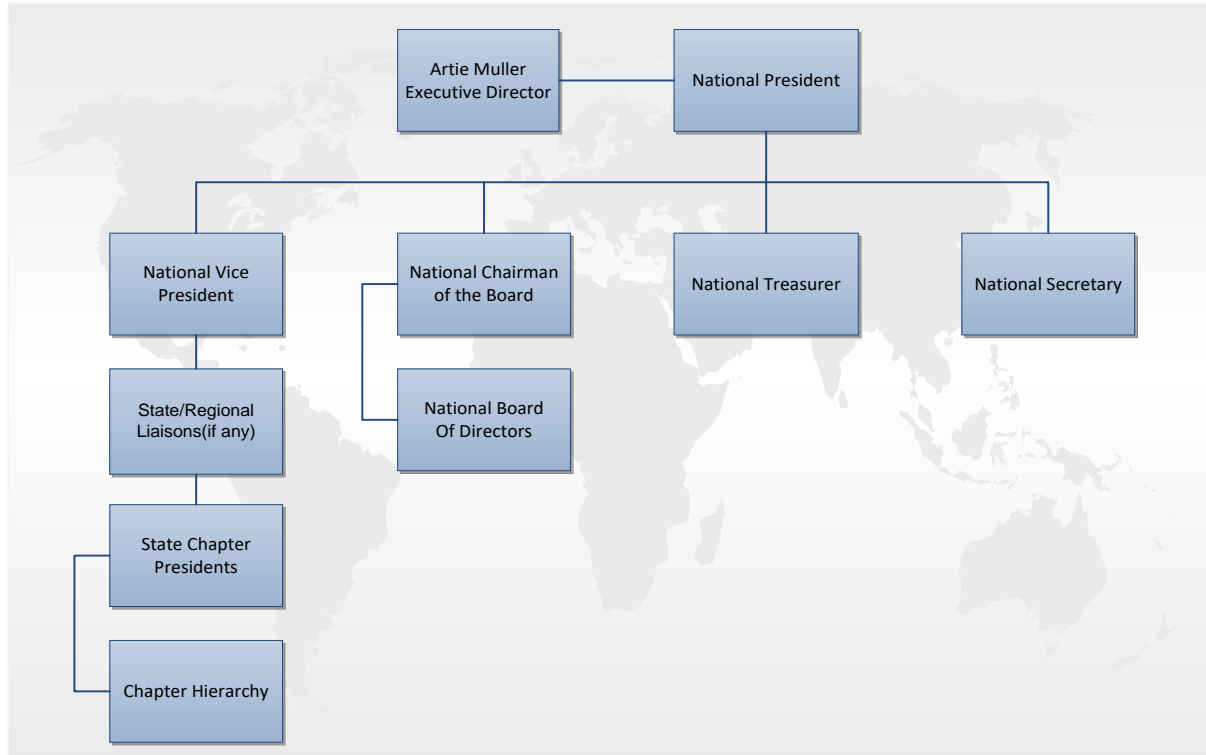 Artie Muller
Executive Director
National President
National Vice
President
National Chairman
of the Board
National Treasurer
National Secretary
State/Regional
Liaisons(if any)
National Board
Of Directors
State Chapter
Presidents
Chapter Hierarchy